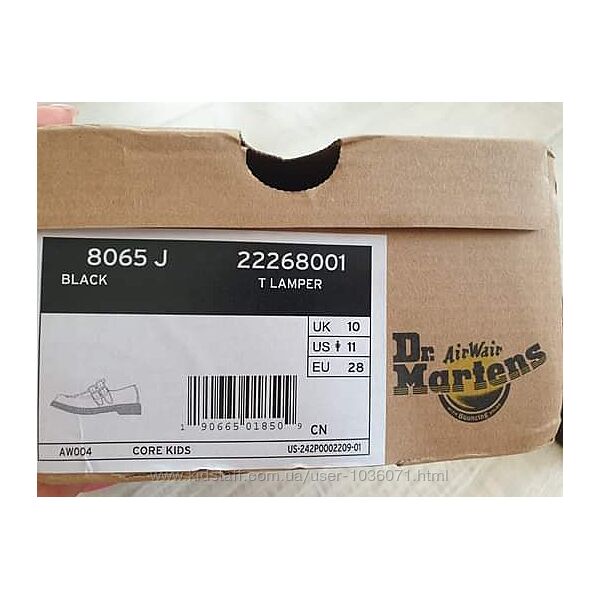 8065 J 22268001
BLACK T LAMPER
UK 10
US 11
EU 28
1 90665 01850 9
CN
AW004 CORE KIDS US-242P0002209-01
Dr. AirWair
Martens
Bouncing
www.kidstaff.com.ua/user-1036071.html